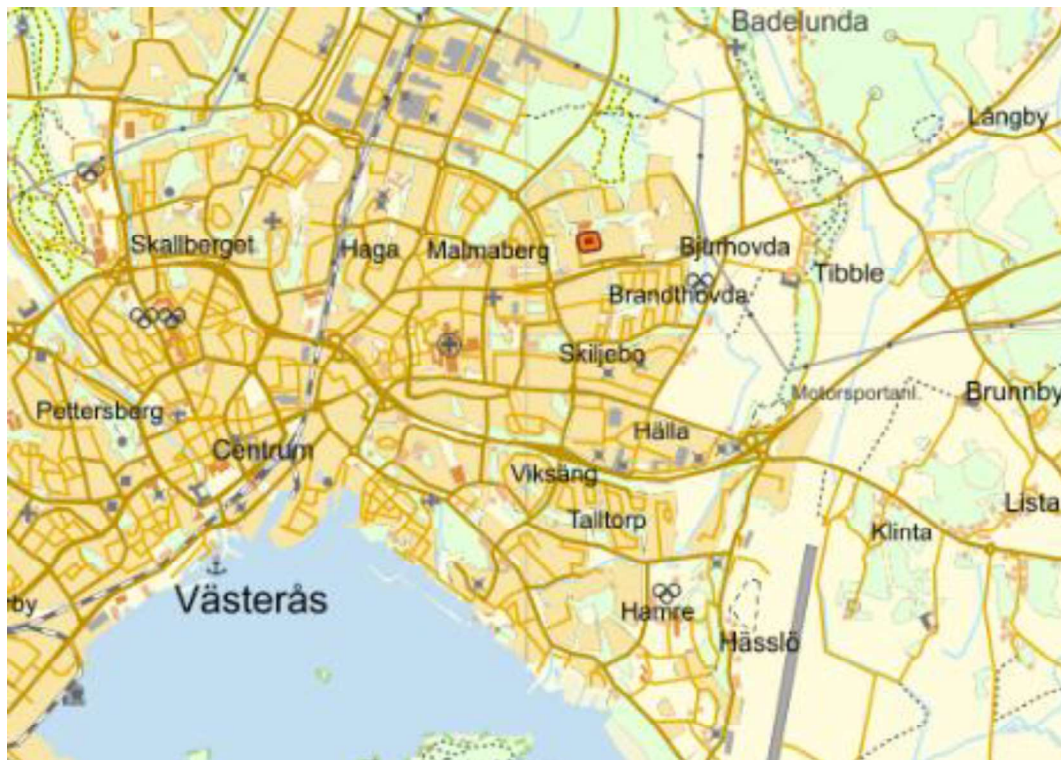 Badelunda
Långby
Skallberget
Haga
Malmaberg
Bjurhovda
Tibble
Brandthovda
Skiljebo
Motorsportanl.
Brunnby
Pettersberg
Centrum
Hälla
Viksäng
Talltorp
Lista
Klinta
Västerås
rby
Hamre
Hässlö